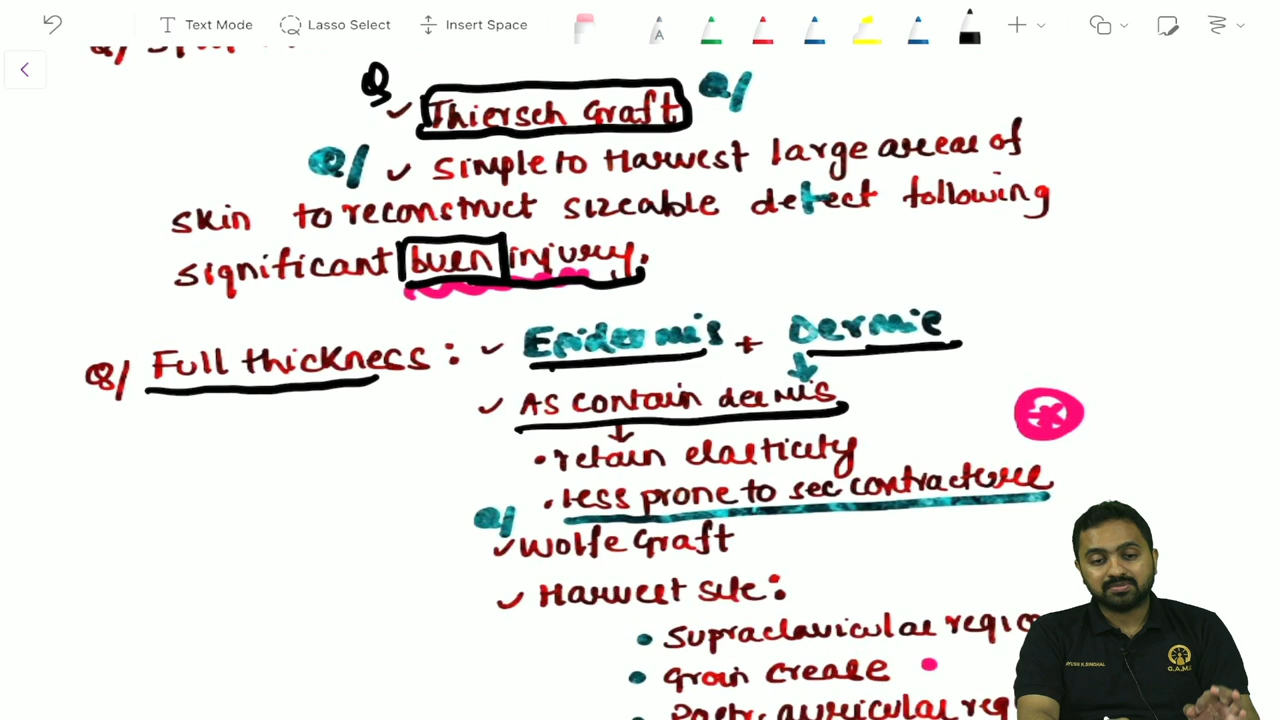 Text Mode Lasso Select Insert Space
Q/
Q ✓ Thiersch Graft Q/
Q/ ✓ simple to Harvest large areas of
skin to reconstruct sizeable defect following
significant burn injury.
Q/ Full thickness : ✓ Epidermis + Dermis
✓ As contain dermis
• retain elasticity
• less prone to sec contracture
Q/
✓ Wolfe Graft
✓ Harvest site :
• supraclavicular
• Groin crease
AYUSH K.SINGHAL